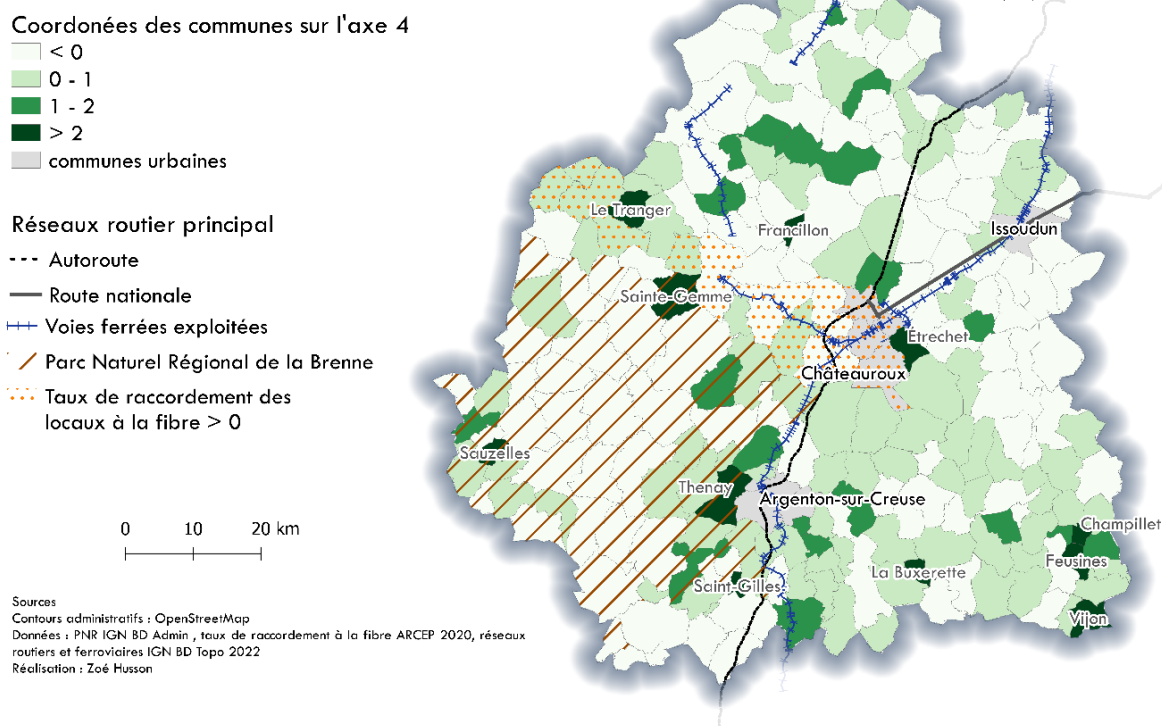 Coordonées des communes sur l'axe 4
< 0
0 - 1
1 - 2
> 2
communes urbaines
Réseaux routier principal
Autoroute
Route nationale
Voies ferrées exploitées
Parc Naturel Régional de la Brenne
Taux de raccordement des
locaux à la fibre > 0
0 10 20 km
Sources
Contours administratifs : OpenStreetMap
Données : PNR IGN BD Admin , taux de raccordement à la fibre ARCEP 2020, réseaux
routiers et ferroviaires IGN BD Topo 2022
Réalisation : Zoé Husson
Le Tranger
Francillon
Issoudun
Sainte-Gemme
Étrechet
Châteauroux
Sauzelles
Thenay
Argenton-sur-Creuse
Champillet
Feusines
La Buxerette
Saint-Gilles
Vijon